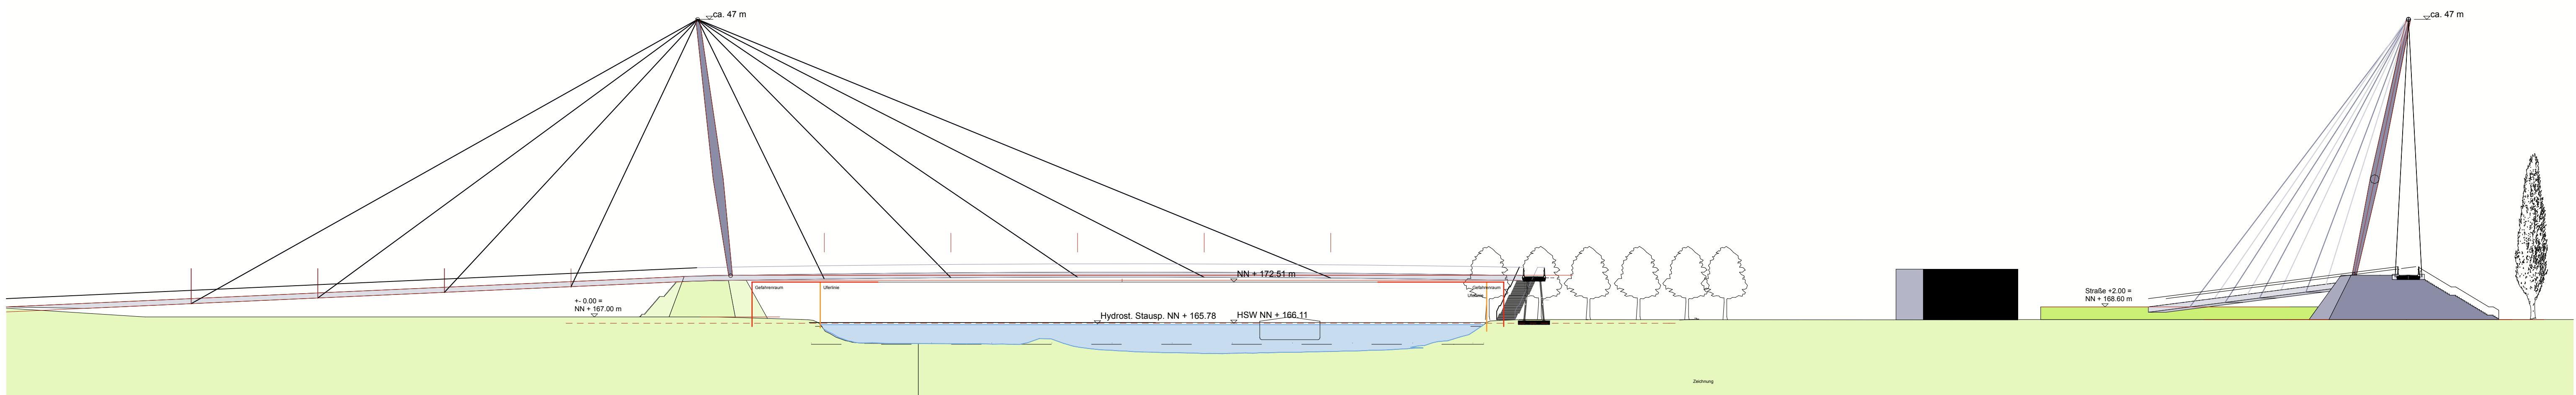 ca. 47 m
ca. 47 m
NN + 172,51 m
Gefahrenraum
Uferlinie
Gefahrenraum
Uferlinie
+- 0.00 =
NN + 167.00 m
Straße +2.00 =
NN + 168.60 m
Hydrost. Stausp. NN + 165.78
HSW NN + 166.11
Zeichnung